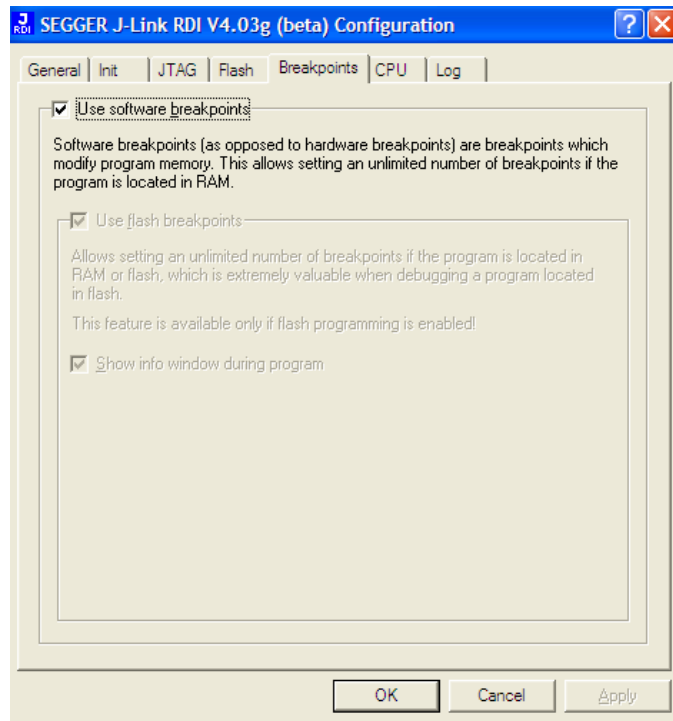 J
RDI
SEGGER J-Link RDI V4.03g (beta) Configuration
?
General
Init
JTAG
Flash
Breakpoints
CPU
Log
Use software breakpoints
Software breakpoints (as opposed to hardware breakpoints) are breakpoints which
modify program memory. This allows setting an unlimited number of breakpoints if the
program is located in RAM.
Use flash breakpoints
Allows setting an unlimited number of breakpoints if the program is located in
RAM or flash, which is extremely valuable when debugging a program located
in flash.
This feature is available only if flash programming is enabled!
Show info window during program
OK
Cancel
Apply